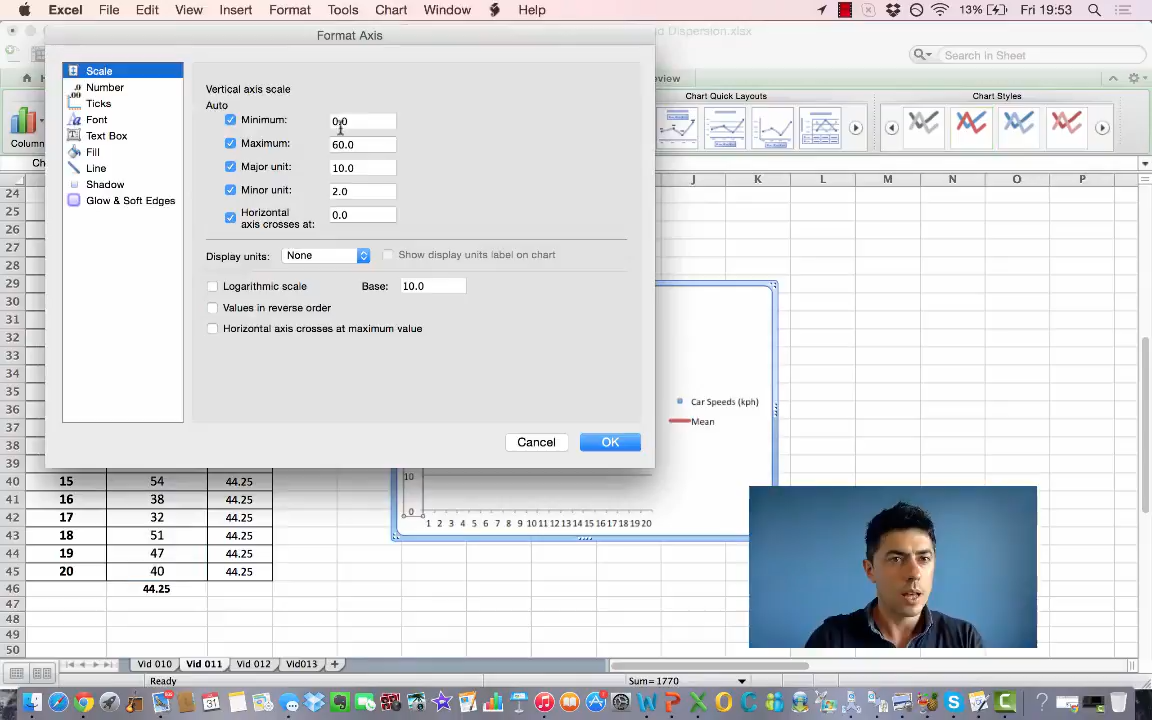 Excel File Edit View Insert Format Tools Chart Window Help
13% Fri 19:53
Format Axis
d Dispersion.xlsx
Search in Sheet
Scale
Number
Ticks
Font
Text Box
Fill
Line
Shadow
Glow & Soft Edges
Vertical axis scale
Auto
Minimum: 0.0
Maximum: 60.0
Major unit: 10.0
Minor unit: 2.0
Horizontal
axis crosses at: 0.0
Display units: None Show display units label on chart
Logarithmic scale Base: 10.0
Values in reverse order
Horizontal axis crosses at maximum value
Cancel OK
Chart Quick Layouts Chart Styles
Column
J K L M N O P
24
25
26
27
28
29
30
31
32
33
34
35
36
37
38
39
Car Speeds (kph)
Mean
10
0
1 2 3 4 5 6 7 8 9 10 11 12 13 14 15 16 17 18 19 20
40 15 54 44.25
41 16 38 44.25
42 17 32 44.25
43 18 51 44.25
44 19 47 44.25
45 20 40 44.25
46 44.25
47
48
49
50
Vid 010 Vid 011 Vid 012 Vid013
Ready Sum=1770